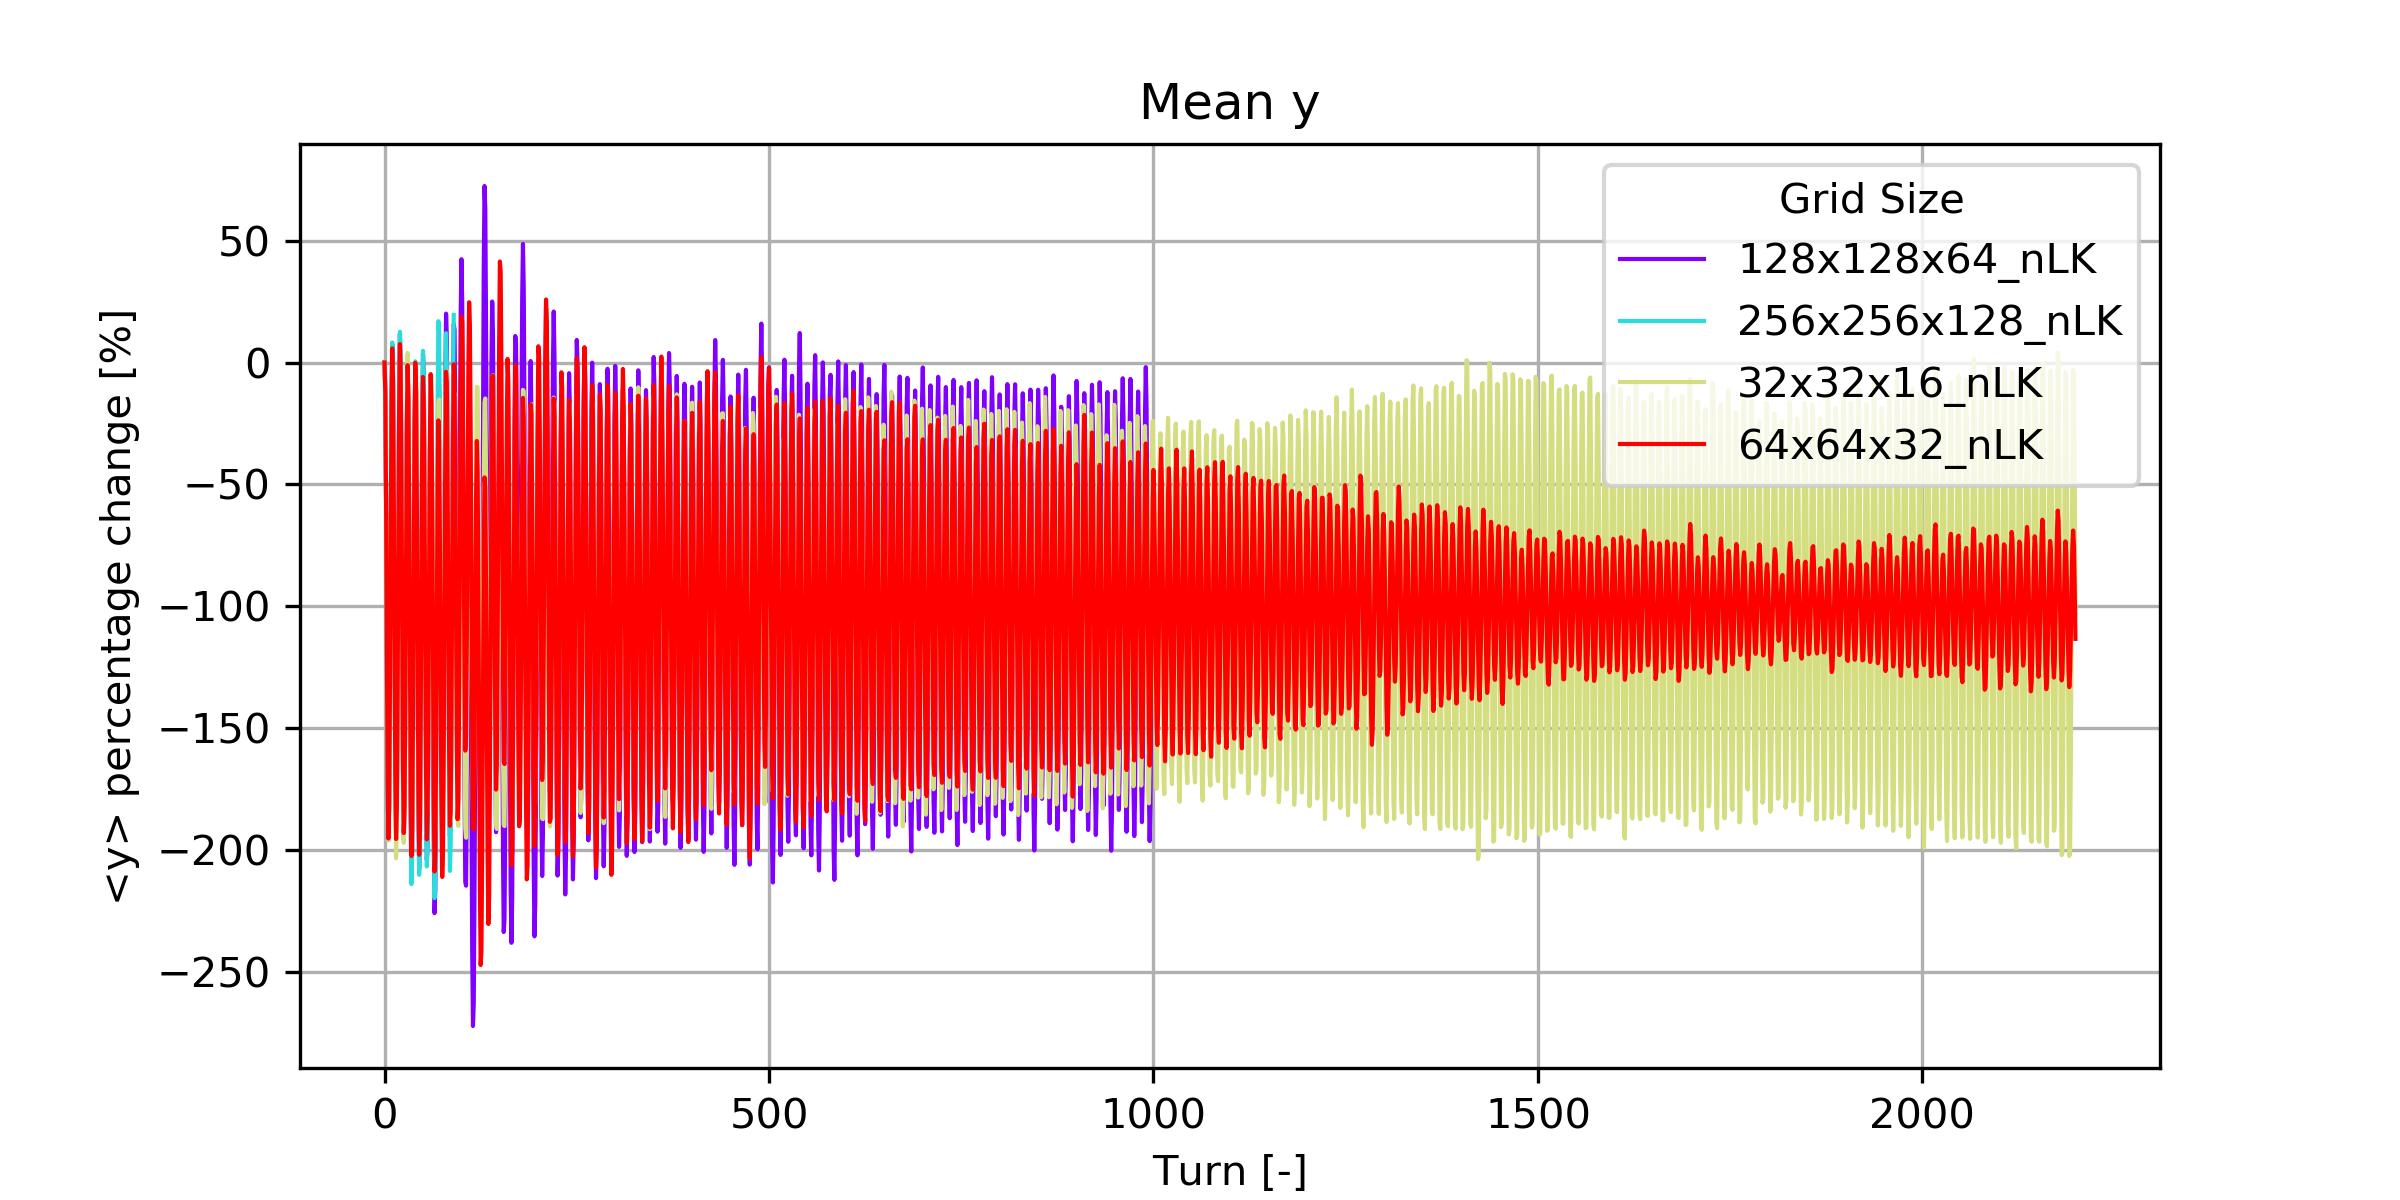 Mean y
<y> percentage change [%]
50
0
−50
−100
−150
−200
−250
Grid Size
128x128x64_nLK
256x256x128_nLK
32x32x16_nLK
64x64x32_nLK
0
500
1000
1500
2000
Turn [-]